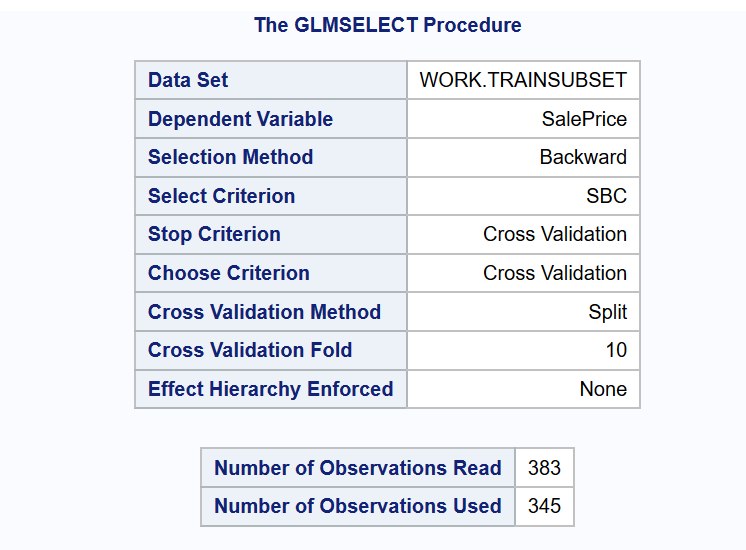 The GLMSELECT Procedure
Data Set WORK.TRAINSUBSET
Dependent Variable SalePrice
Selection Method Backward
Select Criterion SBC
Stop Criterion Cross Validation
Choose Criterion Cross Validation
Cross Validation Method Split
Cross Validation Fold 10
Effect Hierarchy Enforced None
Number of Observations Read 383
Number of Observations Used 345